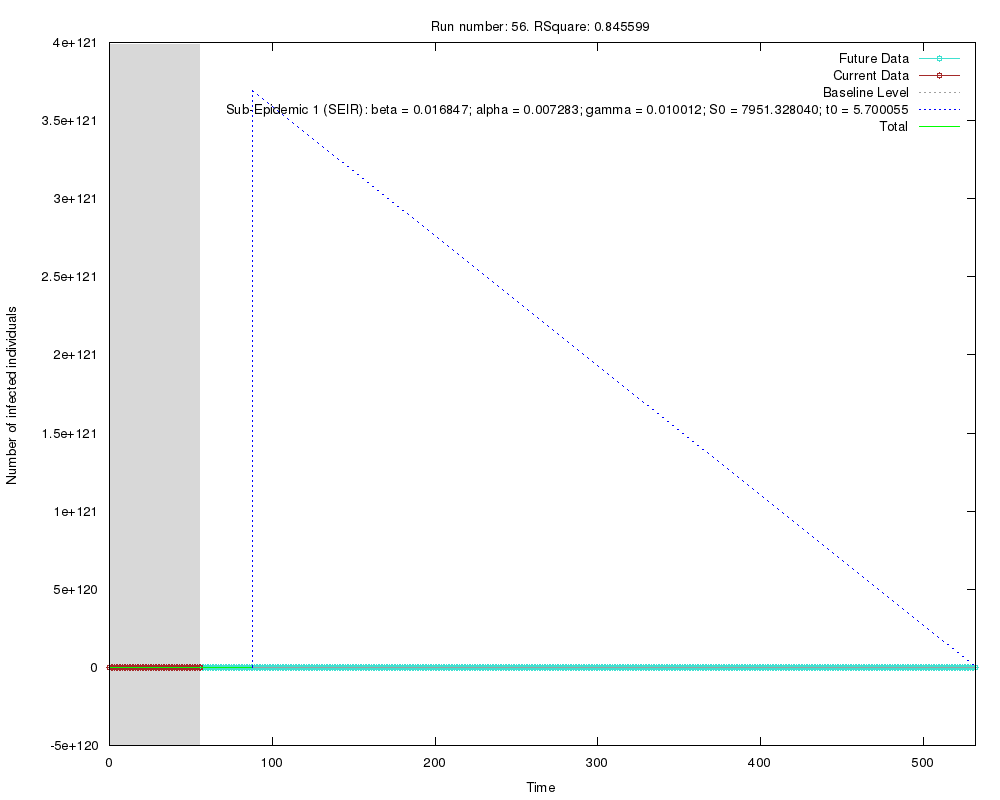 Run number: 56. RSquare: 0.845599
4e+121
Future Data
Current Data
Baseline Level
Sub-Epidemic 1 (SEIR): beta = 0.016847; alpha = 0.007283; gamma = 0.010012; S0 = 7951.328040; t0 = 5.700055
Total
3.5e+121
3e+121
2.5e+121
2e+121
1.5e+121
1e+121
5e+120
0
-5e+120
Number of infected individuals
0 100 200 300 400 500
Time